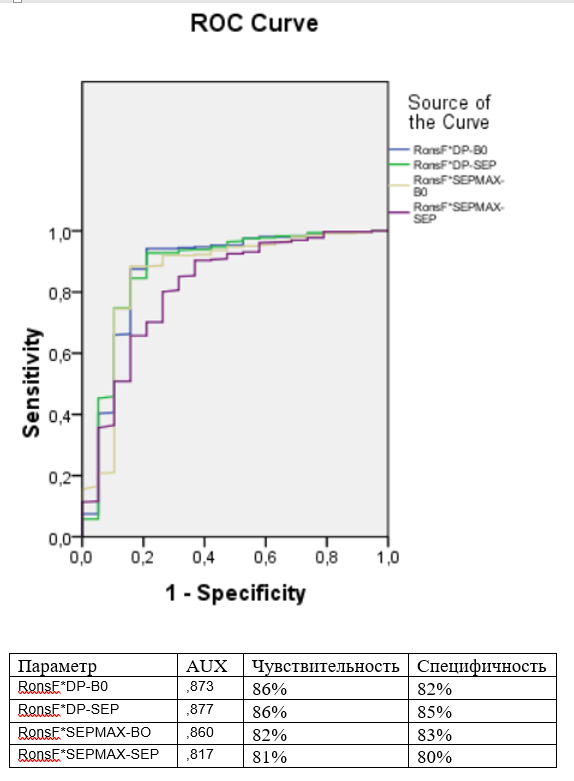 ROC Curve
Source of
the Curve
RonsF*DP-B0
RonsF*DP-SEP
RonsF*SEPMAX-
B0
RonsF*SEPMAX-
SEP
1,0
0,8
0,6
0,4
0,2
0,0
Sensitivity
0,0 0,2 0,4 0,6 0,8 1,0
1 - Specificity
Параметр AUX Чувствительность Специфичность
RonsF*DP-B0 ,873 86% 82%
RonsF*DP-SEP ,877 86% 85%
RonsF*SEPMAX-BO ,860 82% 83%
RonsF*SEPMAX-SEP ,817 81% 80%